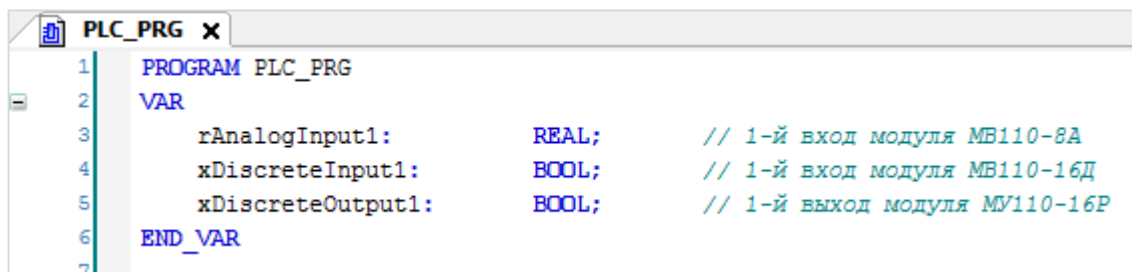 PLC_PRG X
1 PROGRAM PLC_PRG
2 VAR
3 rAnalogInput1: REAL; // 1-й вход модуля МВ110-8А
4 xDiscreteInput1: BOOL; // 1-й вход модуля МВ110-16Д
5 xDiscreteOutput1: BOOL; // 1-й выход модуля МУ110-16Р
6 END_VAR
7